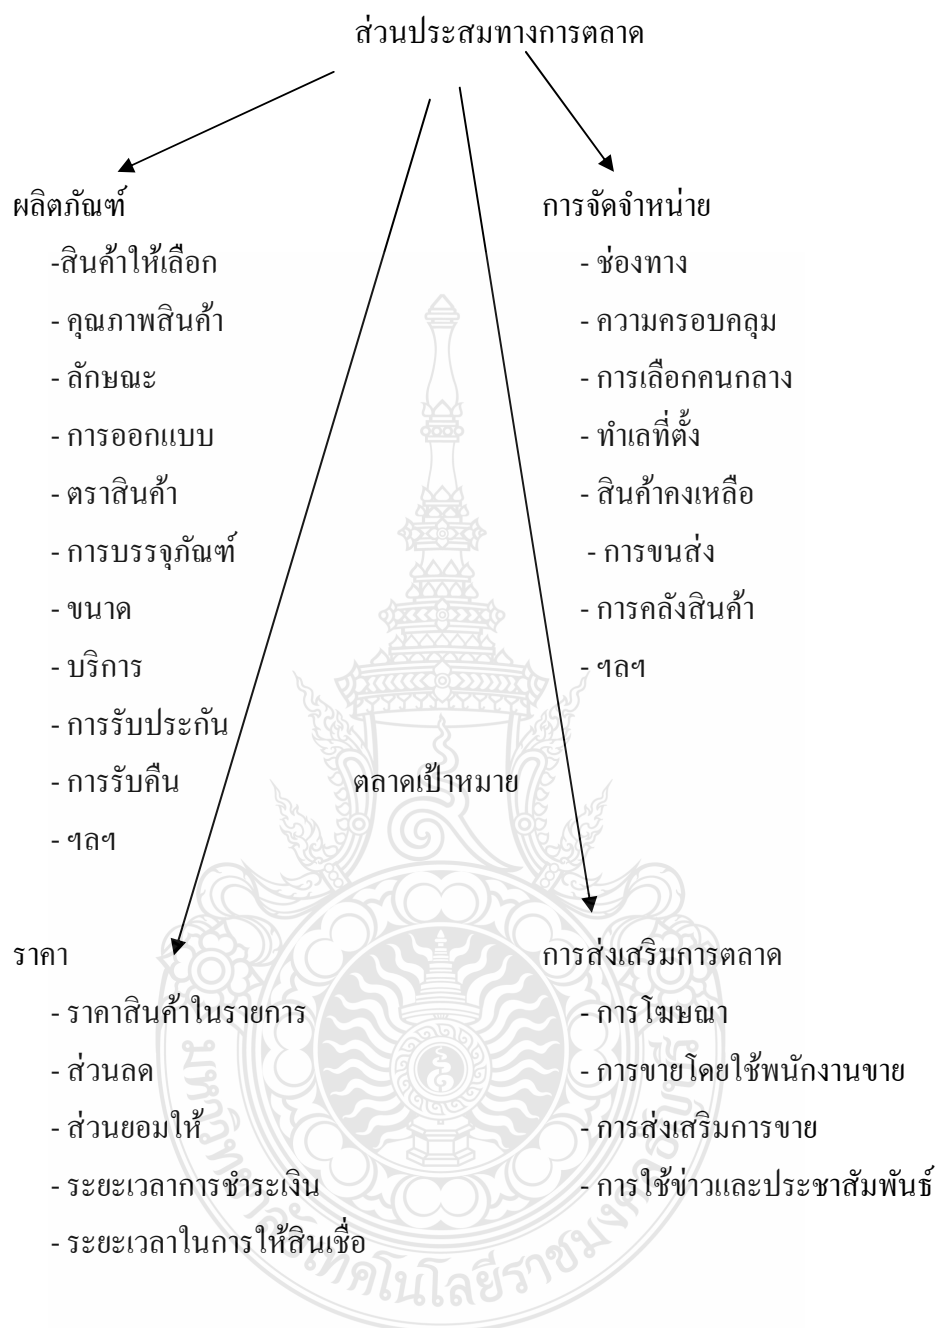 ส่วนประสมทางการตลาด
ผลิตภัณฑ์
-สินค้าให้เลือก
- คุณภาพสินค้า
- ลักษณะ
- การออกแบบ
- ตราสินค้า
- การบรรจุภัณฑ์
- ขนาด
- บริการ
- การรับประกัน
- การรับคืน
- ฯลฯ
การจัดจำหน่าย
- ช่องทาง
- ความครอบคลุม
- การเลือกคนกลาง
- ทำเลที่ตั้ง
- สินค้าคงเหลือ
- การขนส่ง
- การคลังสินค้า
- ฯลฯ
ตลาดเป้าหมาย
ราคา
- ราคาสินค้าในรายการ
- ส่วนลด
- ส่วนยอมให้
- ระยะเวลาการชำระเงิน
- ระยะเวลาในการให้สินเชื่อ
การส่งเสริมการตลาด
- การโฆษณา
- การขายโดยใช้พนักงานขาย
- การส่งเสริมการขาย
- การใช้ข่าวและประชาสัมพันธ์